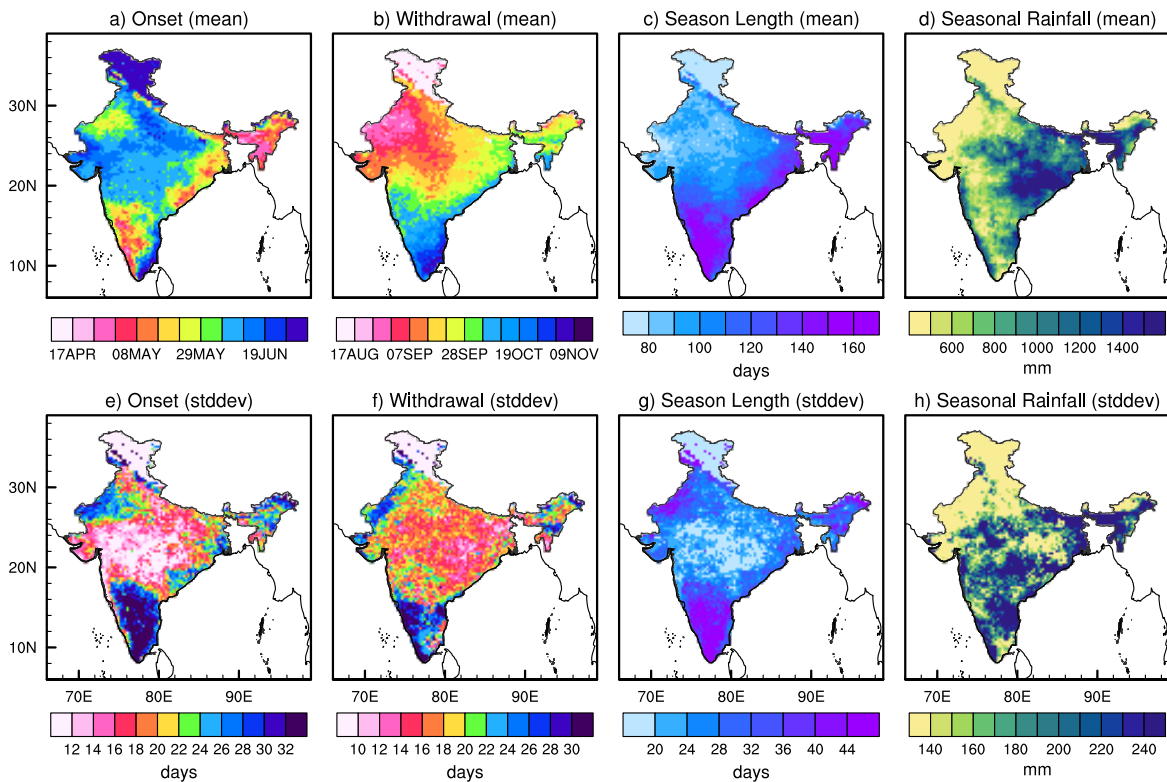 a) Onset (mean)
b) Withdrawal (mean)
c) Season Length (mean)
d) Seasonal Rainfall (mean)
30N
20N
10N
17APR 08MAY 29MAY 19JUN
17AUG 07SEP 28SEP 19OCT 09NOV
80 100 120 140 160
days
600 800 1000 1200 1400
mm
e) Onset (stddev)
f) Withdrawal (stddev)
g) Season Length (stddev)
h) Seasonal Rainfall (stddev)
30N
20N
10N
70E 80E 90E
70E 80E 90E
70E 80E 90E
70E 80E 90E
12 14 16 18 20 22 24 26 28 30 32
days
10 12 14 16 18 20 22 24 26 28 30
days
20 24 28 32 36 40 44
days
140 160 180 200 220 240
mm